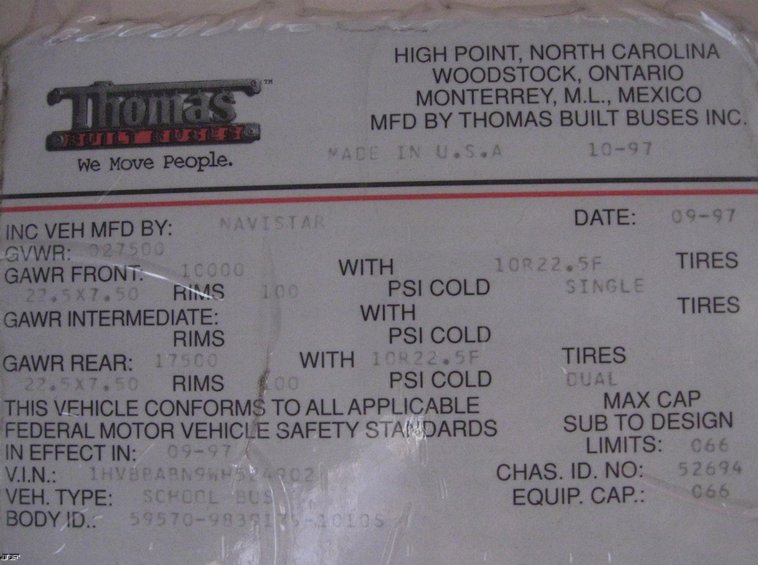 Thomas™
BUILT BUSES
We Move People.
HIGH POINT, NORTH CAROLINA
WOODSTOCK, ONTARIO
MONTERREY, M.L., MEXICO
MFD BY THOMAS BUILT BUSES INC.
MADE IN U.S.A 10-97
INC VEH MFD BY: NAVISTAR DATE: 09-97
GVWR: 027500
GAWR FRONT: 10000 WITH 10R22.5F TIRES
22.5X7.50 RIMS 100 PSI COLD SINGLE
GAWR INTERMEDIATE: WITH TIRES
RIMS PSI COLD
GAWR REAR: 17500 WITH 10R22.5F TIRES
22.5X7.50 RIMS 100 PSI COLD DUAL
THIS VEHICLE CONFORMS TO ALL APPLICABLE
FEDERAL MOTOR VEHICLE SAFETY STANDARDS
IN EFFECT IN: 09-97
V.I.N.:
VEH. TYPE: SCHOOL BUS
BODY ID.:
MAX CAP
SUB TO DESIGN
LIMITS: 066
CHAS. ID. NO: 52694
EQUIP. CAP.: 066